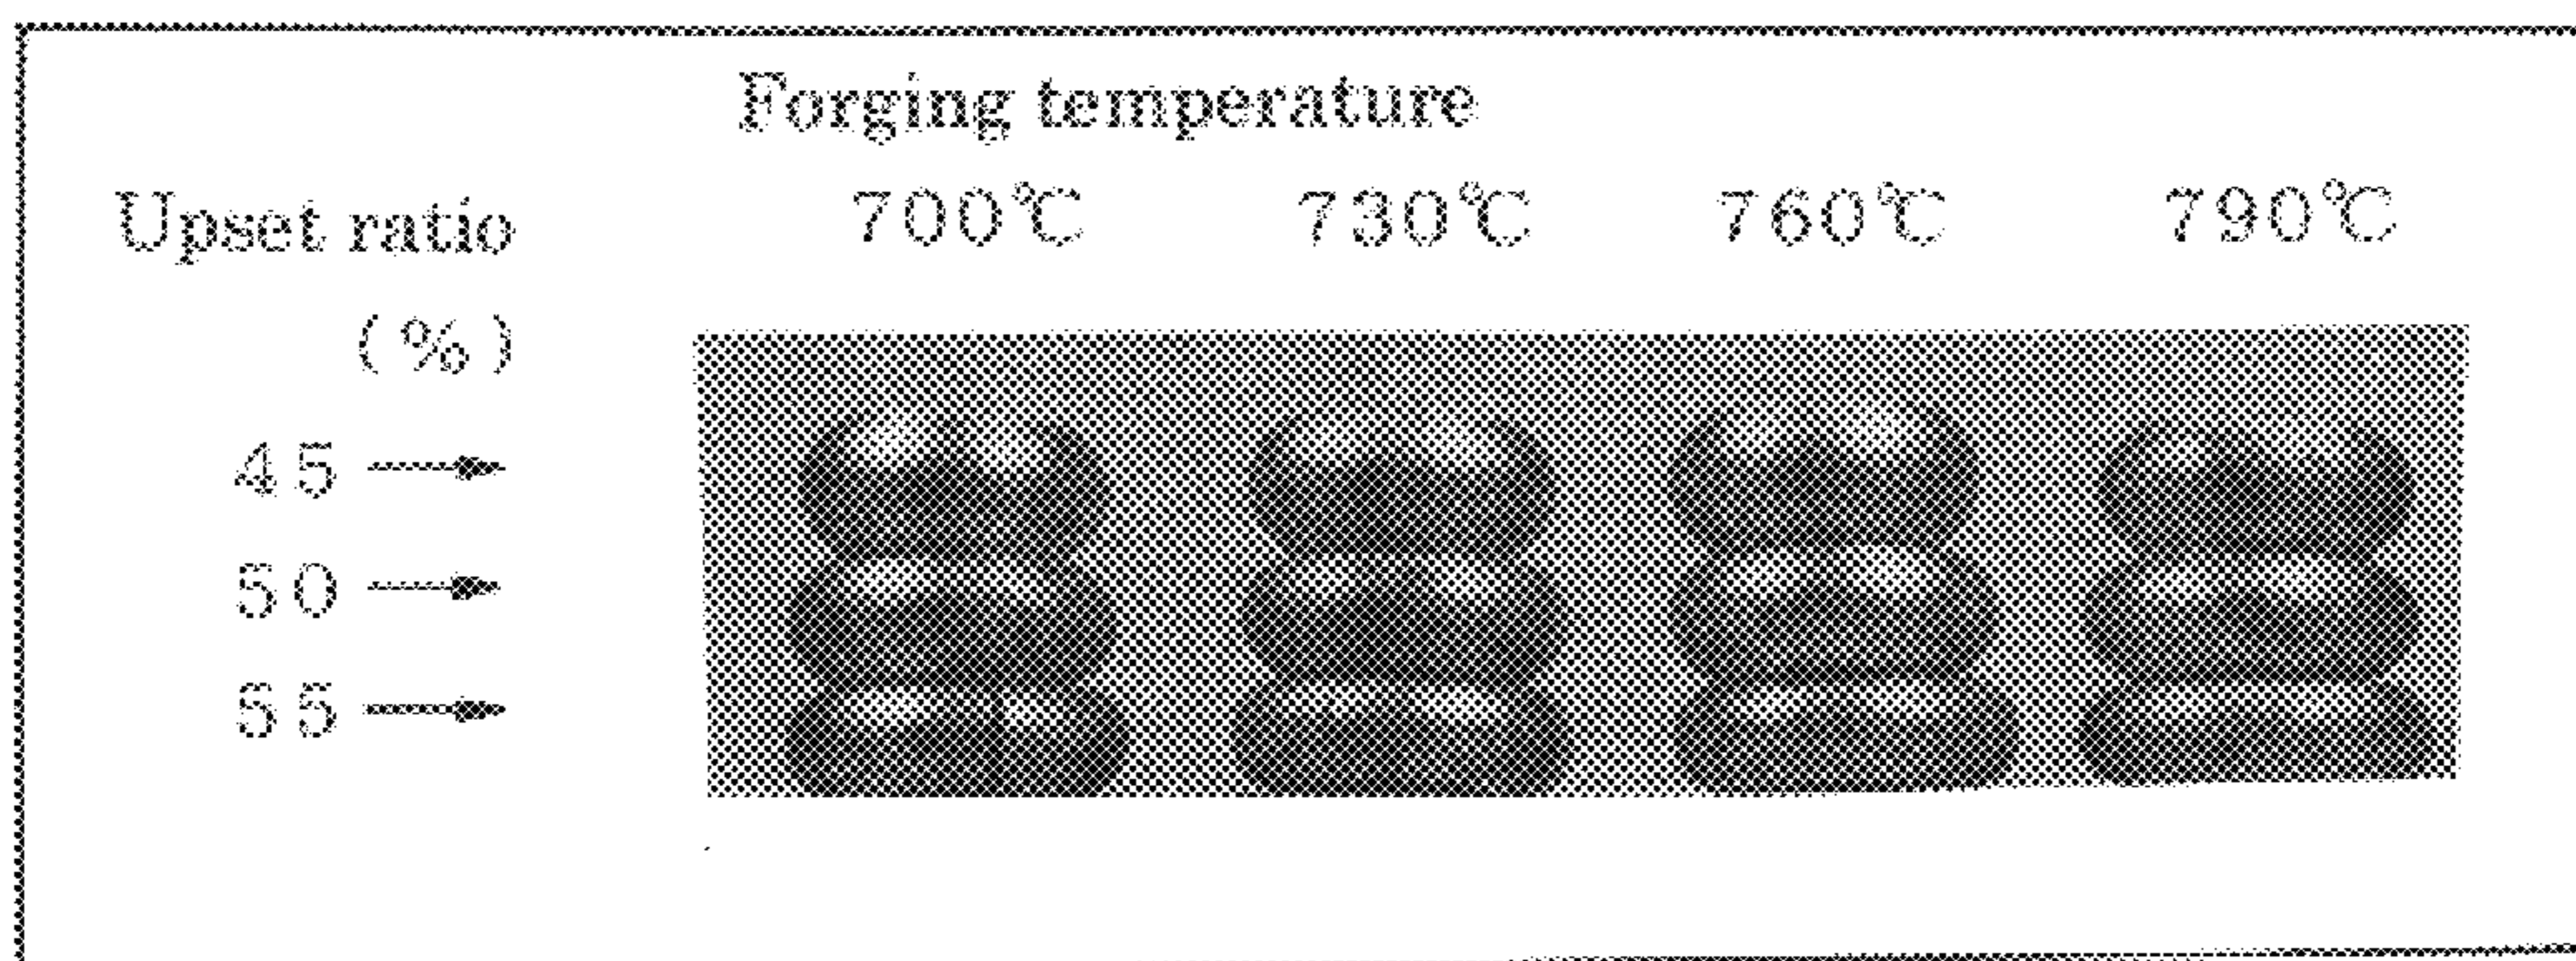 Forging temperature
Upset ratio 700℃ 730℃ 760℃ 790℃
(%)
45
50
55